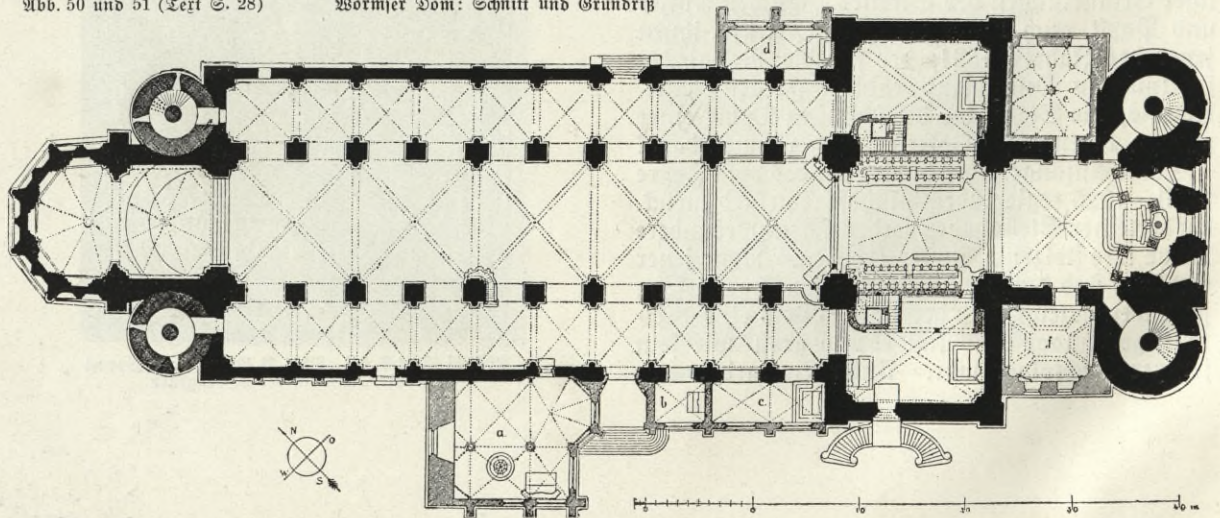 Abb. 50 und 51 (Text S. 28) Wormser Dom: Schnitt und Grundriß
d
e
a
b
c
f
N O
W S
0 10 20 30 40 m